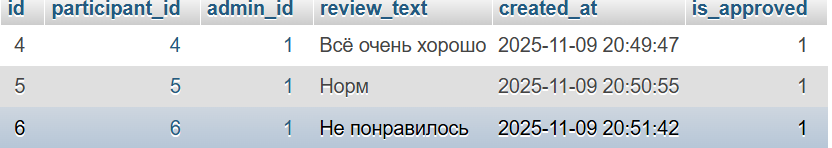 id participant_id admin_id review_text created_at is_approved
4 4 1 Всё очень хорошо 2025-11-09 20:49:47 1
5 5 1 Норм 2025-11-09 20:50:55 1
6 6 1 Не понравилось 2025-11-09 20:51:42 1